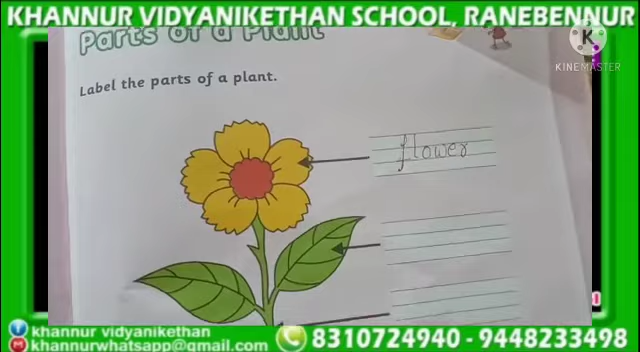 KHANNUR VIDYANIKETHAN SCHOOL, RANEBENNUR
Parts of a Plant
K
KINEMASTER
Label the parts of a plant.
flower
khannur vidyanikethan
khannurwhatsapp@gmail.com
8310724940 - 9448233498